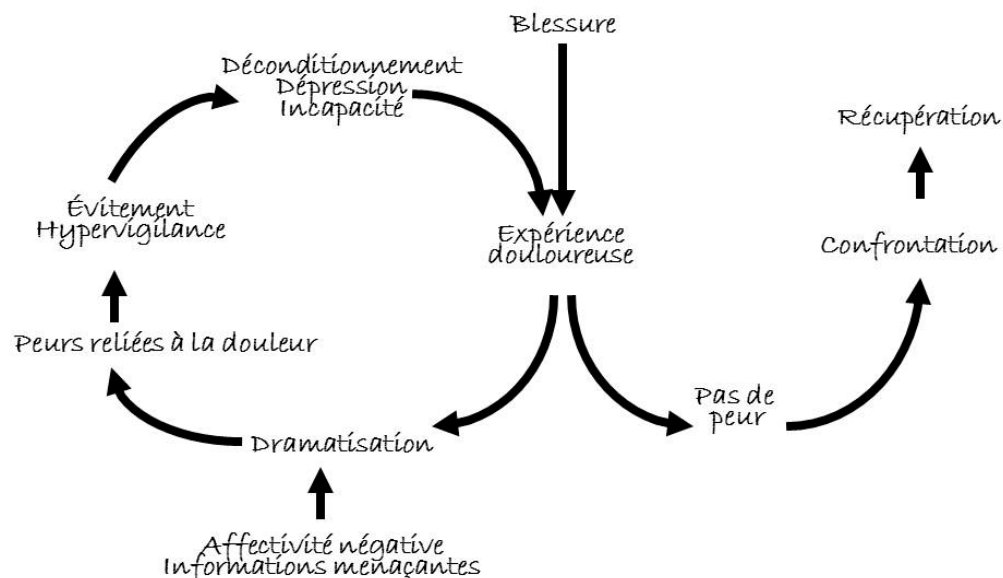 Blessure
Déconditionnement
Dépression
Incapacité
Récupération
Évitement
Hypervigilance
Expérience
douloureuse
Confrontation
Peurs reliées à la douleur
Pas de
peur
Dramatisation
Affectivité négative
Informations menaçantes